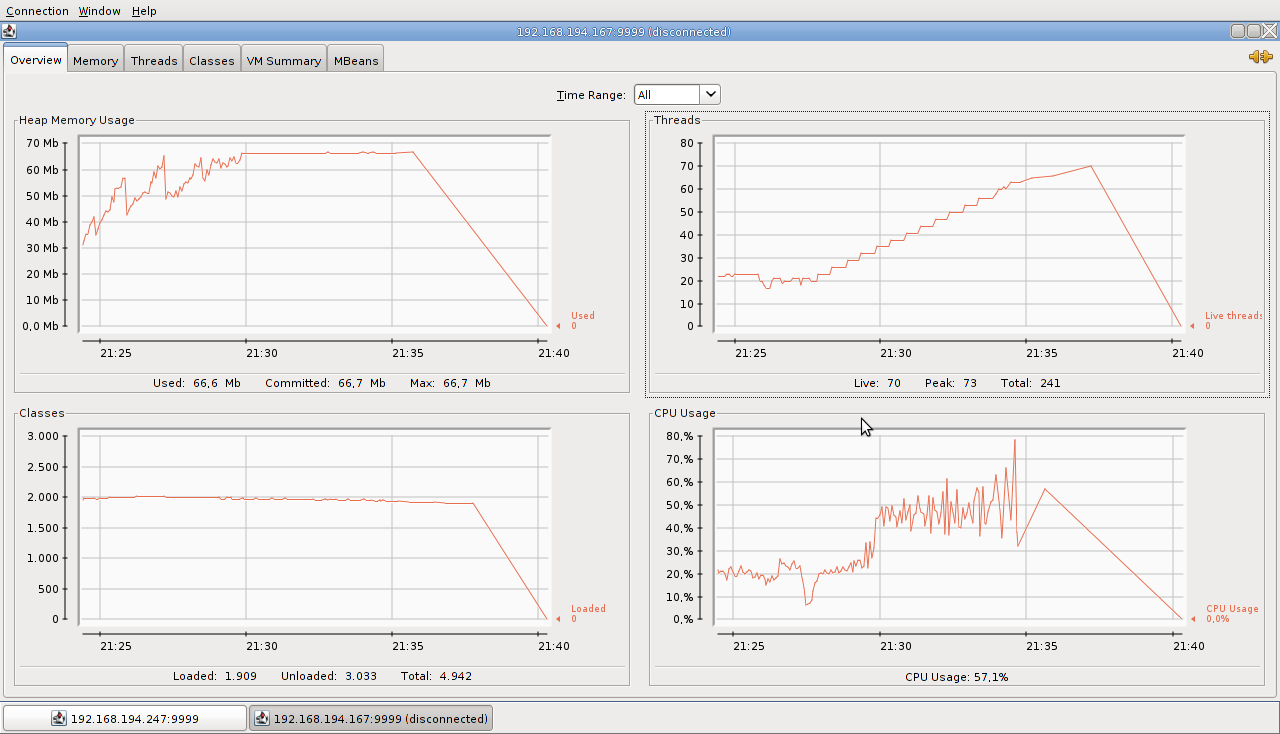 Connection Window Help
192.168.194.167:9999 (disconnected)
Overview Memory Threads Classes VM Summary MBeans
Time Range: All
Heap Memory Usage
70 Mb
60 Mb
50 Mb
40 Mb
30 Mb
20 Mb
10 Mb
0,0 Mb
Used
0
21:25 21:30 21:35 21:40
Used: 66,6 Mb Committed: 66,7 Mb Max: 66,7 Mb
Threads
80
70
60
50
40
30
20
10
0
Live threads
0
21:25 21:30 21:35 21:40
Live: 70 Peak: 73 Total: 241
Classes
3.000
2.500
2.000
1.500
1.000
500
0
Loaded
0
21:25 21:30 21:35 21:40
Loaded: 1.909 Unloaded: 3.033 Total: 4.942
CPU Usage
80,%
70,%
60,%
50,%
40,%
30,%
20,%
10,%
0,%
CPU Usage
0,0%
21:25 21:30 21:35 21:40
CPU Usage: 57,1%
192.168.194.247:9999 192.168.194.167:9999 (disconnected)